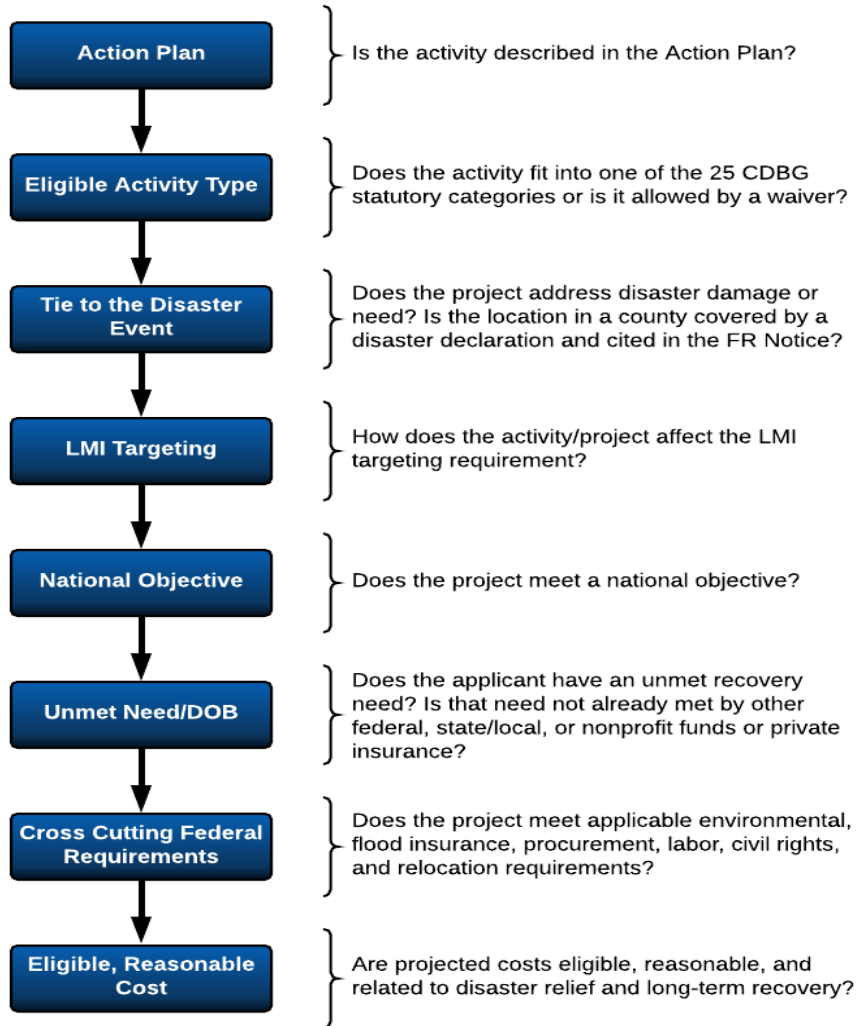 Action Plan
Is the activity described in the Action Plan?
Eligible Activity Type
Does the activity fit into one of the 25 CDBG
statutory categories or is it allowed by a waiver?
Tie to the Disaster
Event
Does the project address disaster damage or
need? Is the location in a county covered by a
disaster declaration and cited in the FR Notice?
LMI Targeting
How does the activity/project affect the LMI
targeting requirement?
National Objective
Does the project meet a national objective?
Unmet Need/DOB
Does the applicant have an unmet recovery
need? Is that need not already met by other
federal, state/local, or nonprofit funds or private
insurance?
Cross Cutting Federal
Requirements
Does the project meet applicable environmental,
flood insurance, procurement, labor, civil rights,
and relocation requirements?
Eligible, Reasonable
Cost
Are projected costs eligible, reasonable, and
related to disaster relief and long-term recovery?